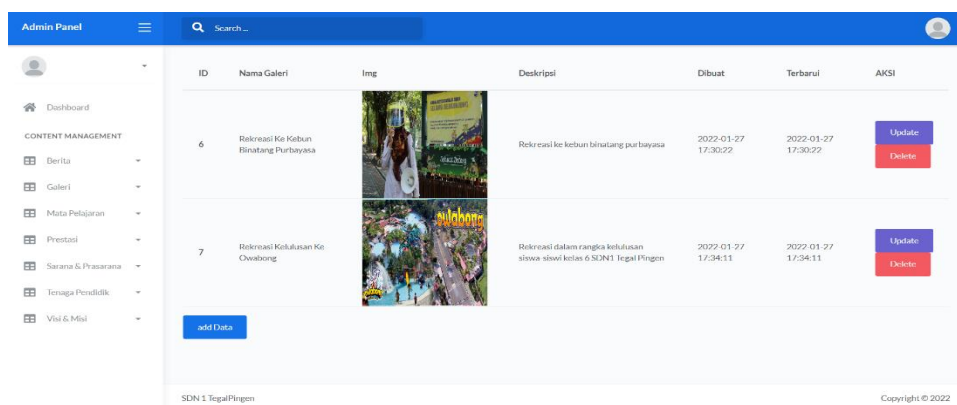 Admin Panel
Search ...
Dashboard
CONTENT MANAGEMENT
Berita
Galeri
Mata Pelajaran
Prestasi
Sarana & Prasarana
Tenaga Pendidik
Visi & Misi
ID Nama Galeri Img Deskripsi Dibuat Terbarui AKSI
6
Rekreasi Ke Kebun
Binatang Purbayasa
Rekreasi ke kebun binatang purbayasa
2022-01-27
17:30:22
2022-01-27
17:30:22
Update
Delete
7
Rekreasi Kelulusan Ke
Owabong
Rekreasi dalam rangka kelulusan
siswa-siswi kelas 6 SDN1 Tegal Pingen
2022-01-27
17:34:11
2022-01-27
17:34:11
Update
Delete
add Data
SDN 1 TegalPingen
Copyright © 2022